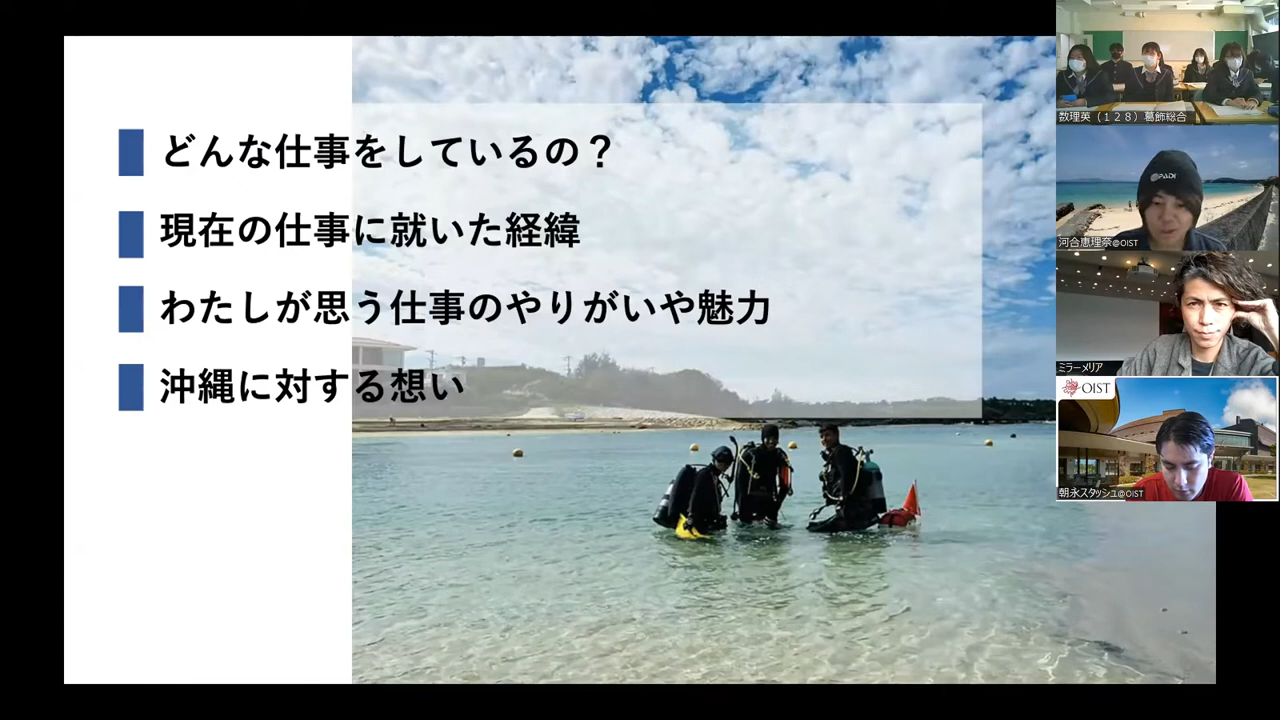 どんな仕事をしているの？
現在の仕事に就いた経緯
わたしが思う仕事のやりがいや魅力
沖縄に対する想い
数理英（１２８）葛飾総合
PADI
河合恵理奈@OIST
ミラーメリア
OIST
朝永スタッシュ@OIST